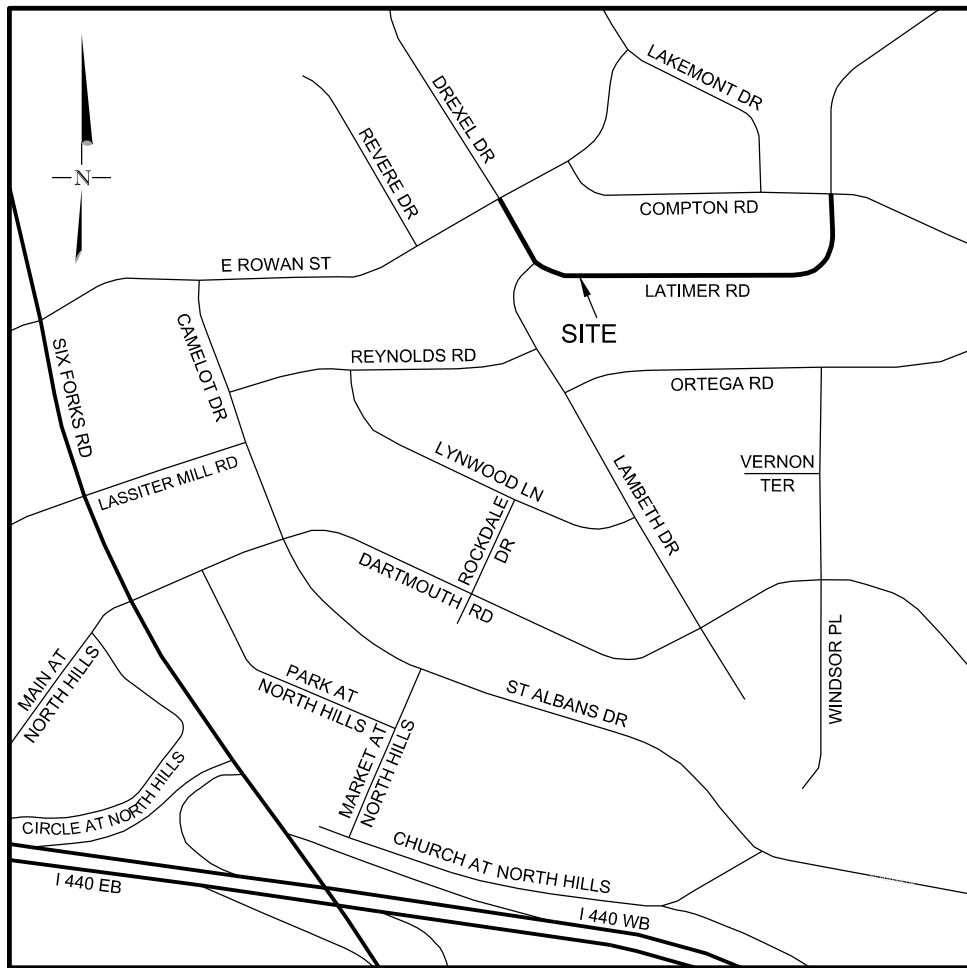 LAKEMONT DR
DREXEL DR
REVERE DR
N
COMPTON RD
E ROWAN ST
LATIMER RD
SITE
CAMELOT DR
SIX FORKS RD
REYNOLDS RD
ORTEGA RD
LYNWOOD LN
VERNON
TER
LASSITER MILL RD
LAMBETH DR
ROCKDALE
DR
DARTMOUTH RD
WINDSOR PL
MAIN AT
NORTH HILLS
PARK AT
NORTH HILLS
ST ALBANS DR
MARKET AT
NORTH HILLS
CIRCLE AT NORTH HILLS
CHURCH AT NORTH HILLS
I 440 EB
I 440 WB